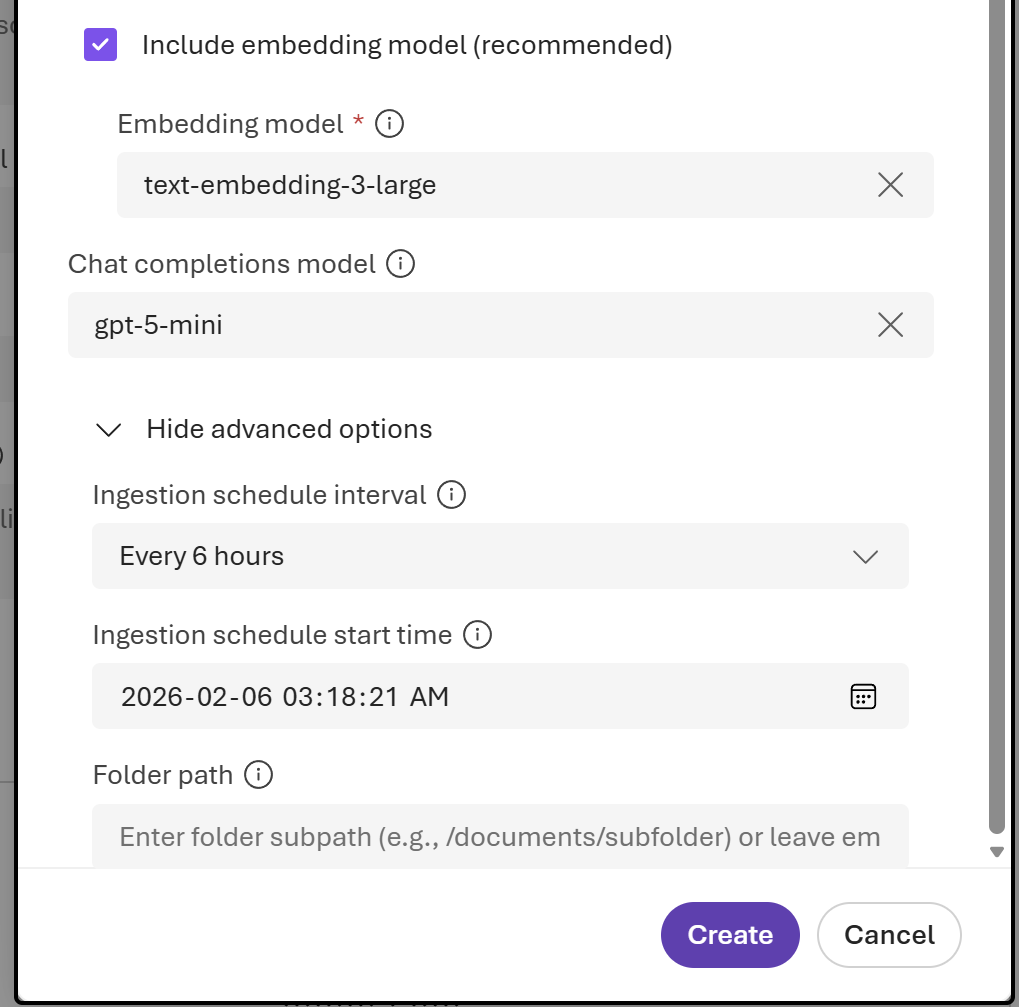 Include embedding model (recommended)
Embedding model *
text-embedding-3-large
Chat completions model
gpt-5-mini
Hide advanced options
Ingestion schedule interval
Every 6 hours
Ingestion schedule start time
2026-02-06 03:18:21 AM
Folder path
Enter folder subpath (e.g., /documents/subfolder) or leave em
Create
Cancel